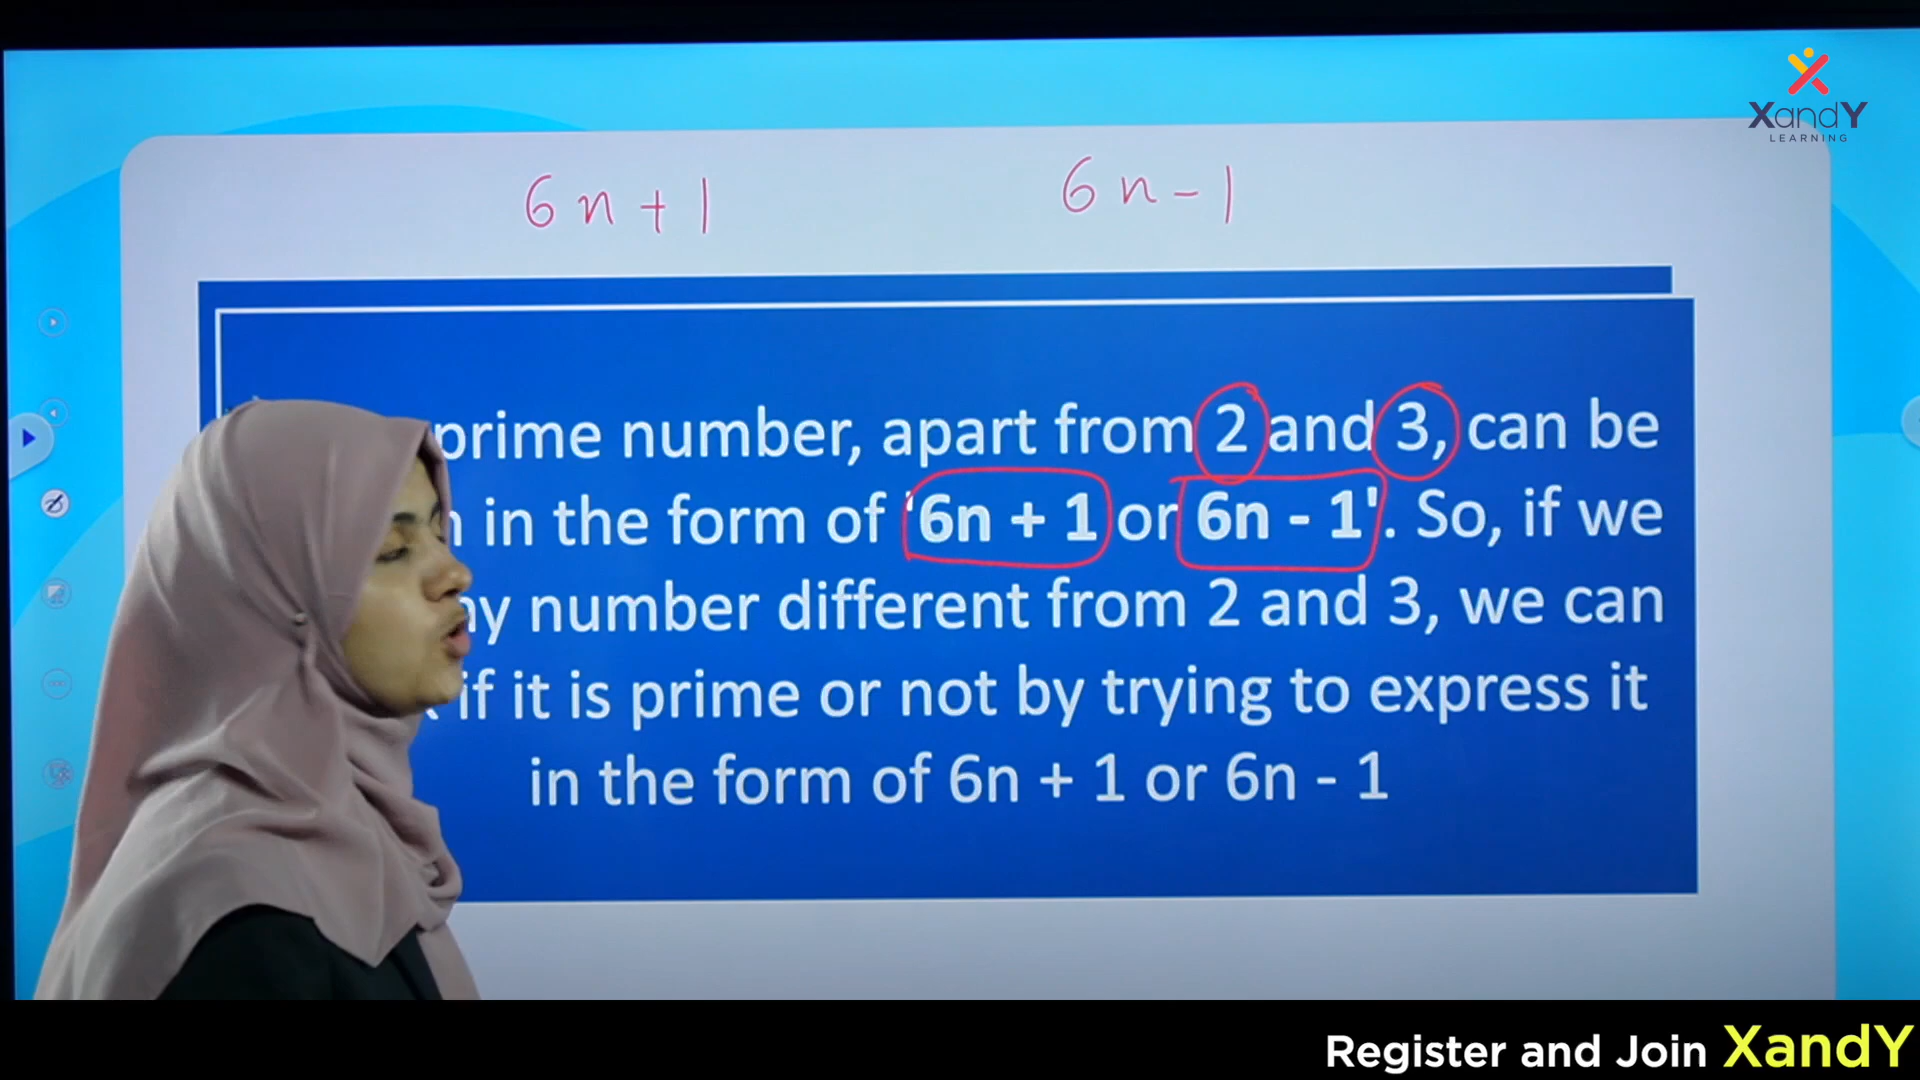 XandY
LEARNING
6n + 1 6n - 1
prime number, apart from 2 and 3, can be
in the form of '6n + 1 or 6n - 1'. So, if we
number different from 2 and 3, we can
if it is prime or not by trying to express it
in the form of 6n + 1 or 6n - 1
Register and Join XandY